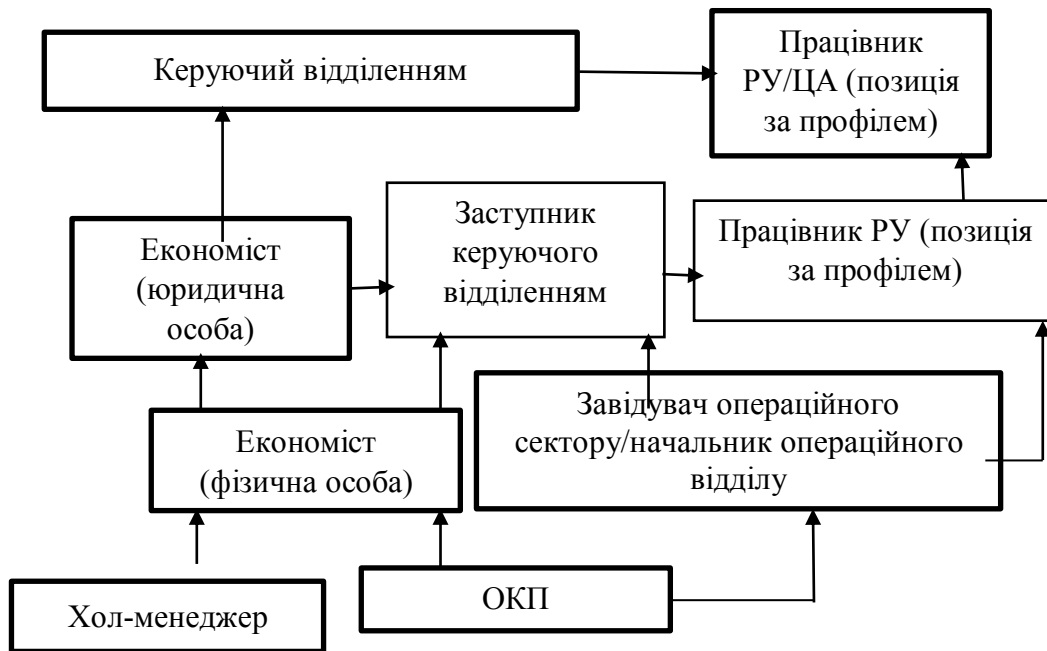 Керуючий відділенням
Працівник
РУ/ЦА (позиція
за профілем)
Економіст
(юридична
особа)
Заступник
керуючого
відділенням
Працівник РУ (позиція
за профілем)
Економіст
(фізична особа)
Завідувач операційного
сектору/начальник операційного
відділу
Хол-менеджер
ОКП